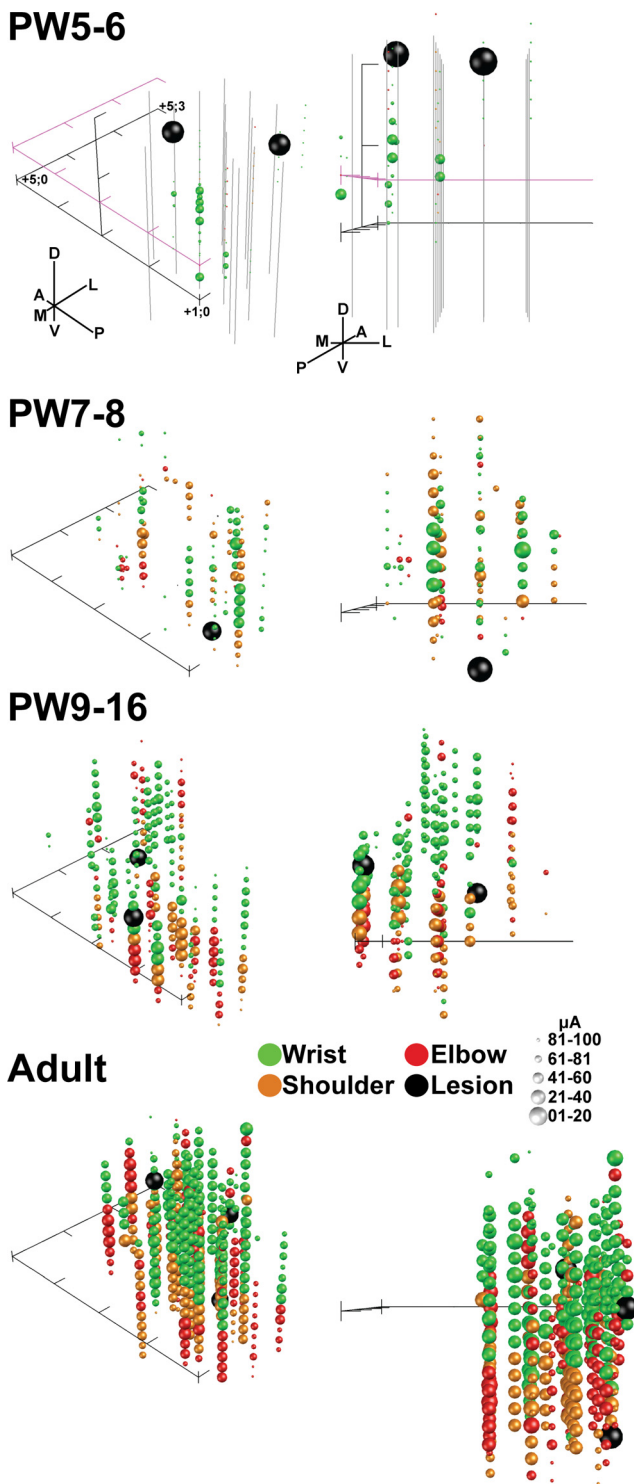 PW5-6
+5;3
+5;0
+1;0
D
L
A
M
V
P
D
A
M
L
V
P
PW7-8
PW9-16
Adult
Wrist
Elbow
Shoulder
Lesion
µA
81-100
61-81
41-60
21-40
01-20